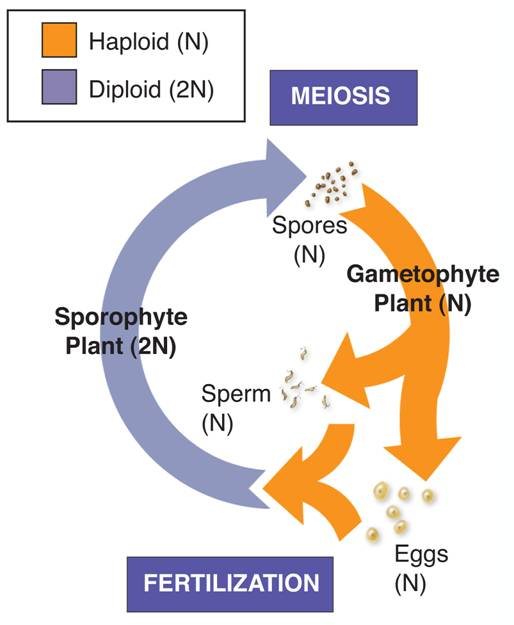 Haploid (N)
Diploid (2N)
MEIOSIS
Spores
(N)
Gametophyte
Plant (N)
Sporophyte
Plant (2N)
Sperm
(N)
Eggs
(N)
FERTILIZATION